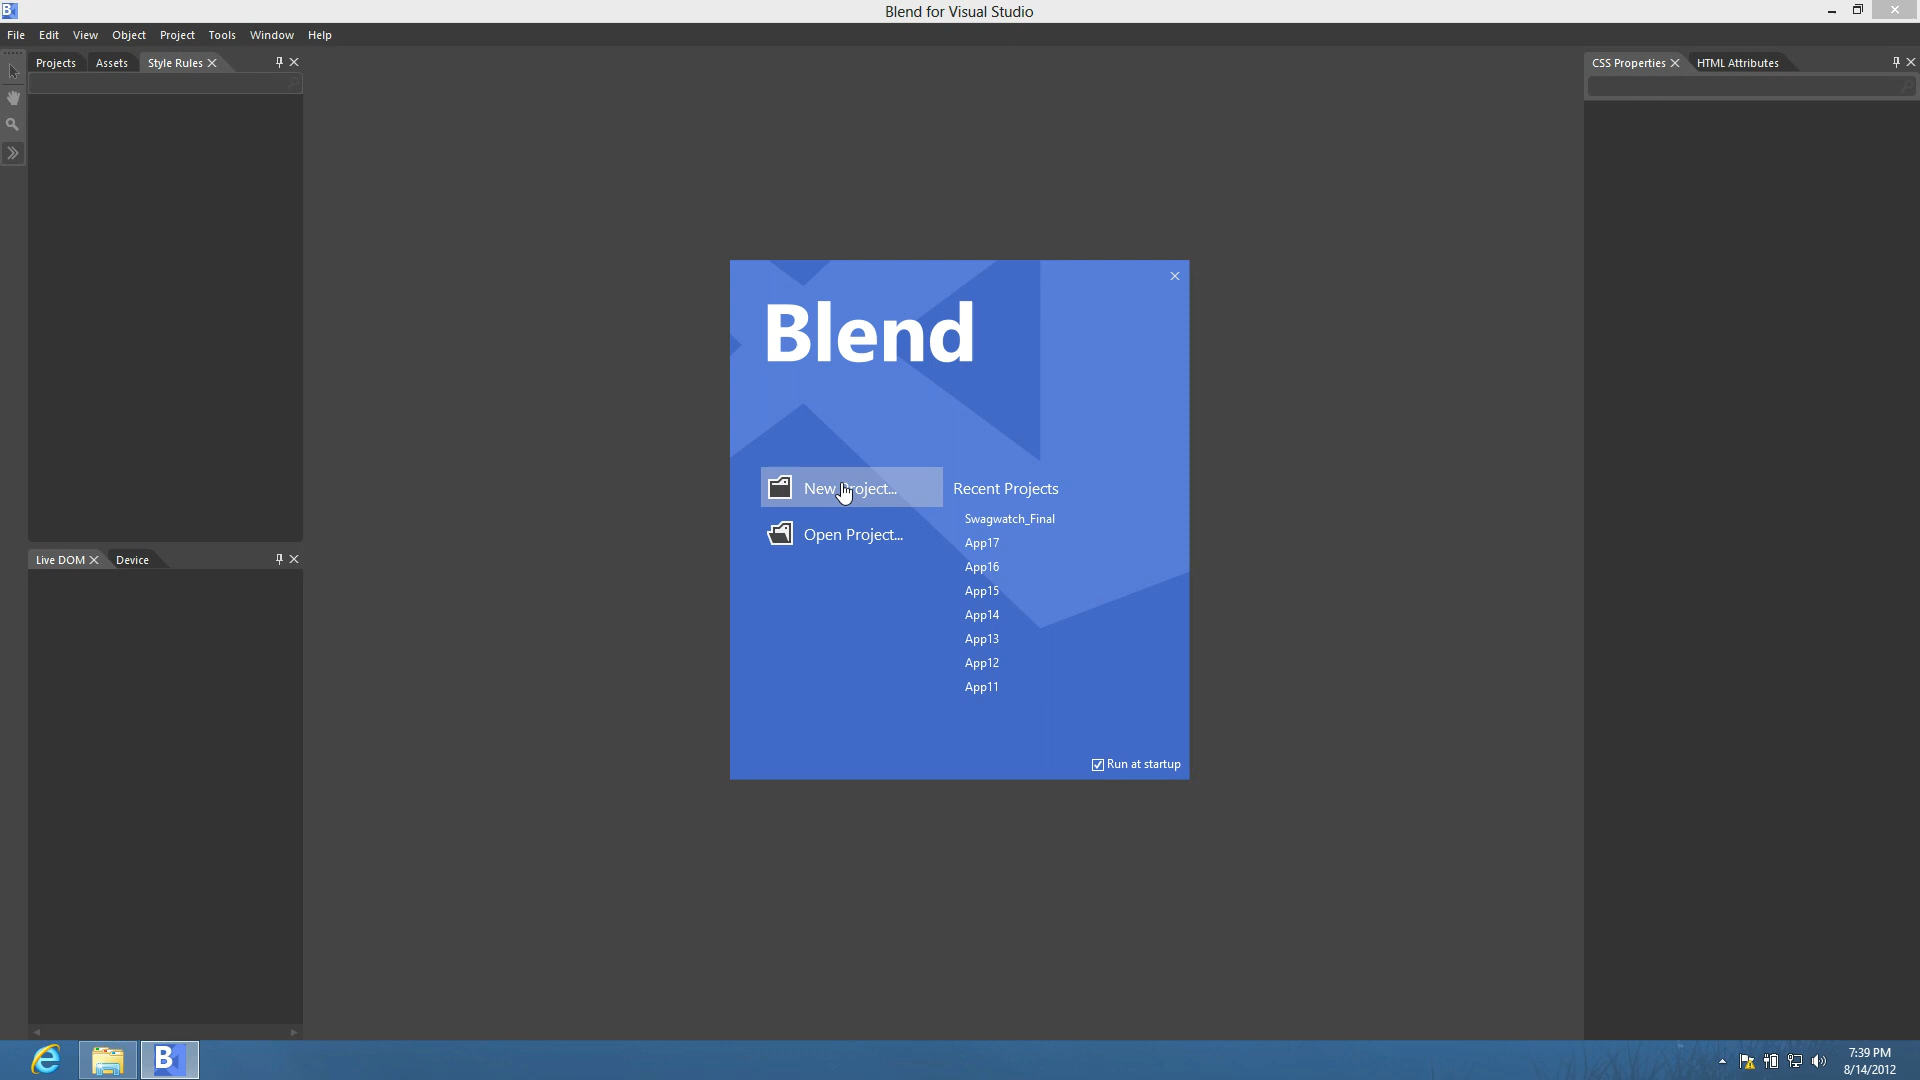 B
Blend for Visual Studio
File Edit View Object Project Tools Window Help
Projects Assets Style Rules
CSS Properties HTML Attributes
Blend
New Project...
Open Project...
Recent Projects
Swagwatch_Final
App17
App16
App15
App14
App13
App12
App11
Run at startup
Live DOM Device
B
7:39 PM
8/14/2012